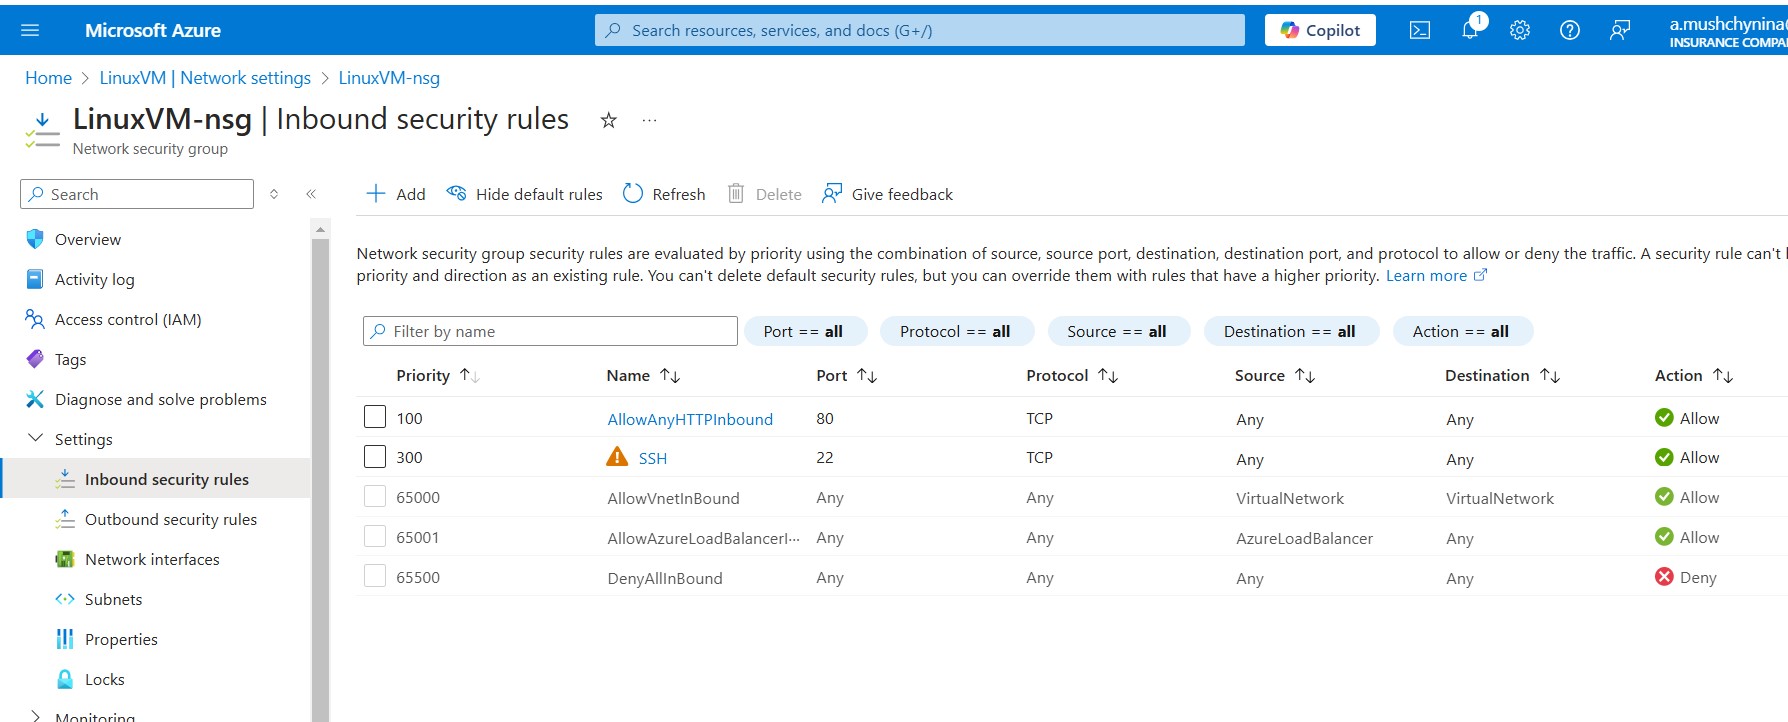 Microsoft Azure
Search resources, services, and docs (G+/)
Copilot
1
a.mushchynina@
INSURANCE COMPA
Home > LinuxVM | Network settings > LinuxVM-nsg
LinuxVM-nsg | Inbound security rules
Network security group
Search
Add Hide default rules Refresh Delete Give feedback
Overview
Activity log
Access control (IAM)
Tags
Diagnose and solve problems
Settings
Inbound security rules
Outbound security rules
Network interfaces
Subnets
Properties
Locks
Monitoring
Network security group security rules are evaluated by priority using the combination of source, source port, destination, destination port, and protocol to allow or deny the traffic. A security rule can't
priority and direction as an existing rule. You can't delete default security rules, but you can override them with rules that have a higher priority. Learn more
Filter by name
Port == all Protocol == all Source == all Destination == all Action == all
Priority Name Port Protocol Source Destination Action
100 AllowAnyHTTPInbound 80 TCP Any Any Allow
300 SSH 22 TCP Any Any Allow
65000 AllowVnetInBound Any Any VirtualNetwork VirtualNetwork Allow
65001 AllowAzureLoadBalancerI··· Any Any AzureLoadBalancer Any Allow
65500 DenyAllInBound Any Any Any Any Deny